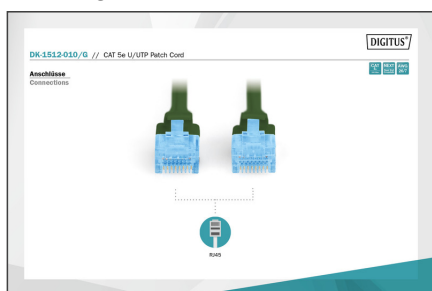 DIGITUS®
DK-1512-010/G // CAT 5e U/UTP Patch Cord
Anschlüsse
Connections
RJ45